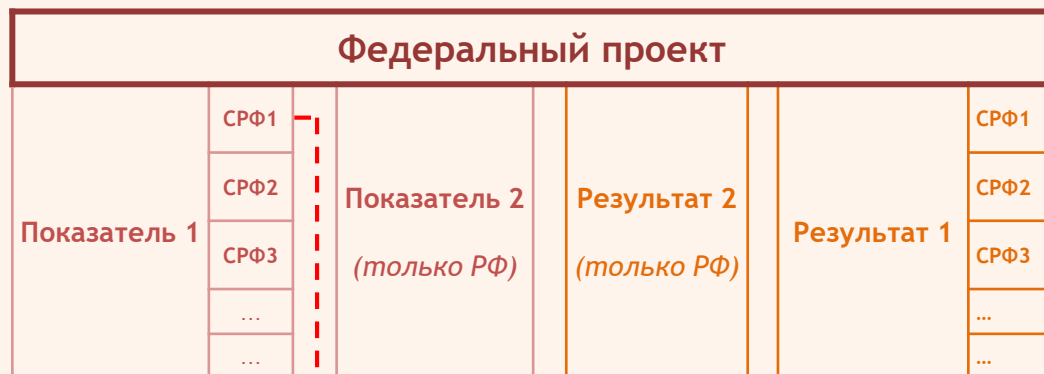 Федеральный проект
Показатель 1
СРФ1
СРФ2
СРФ3
...
...
Показатель 2
(только РФ)
Результат 2
(только РФ)
Результат 1
СРФ1
СРФ2
СРФ3
...
...